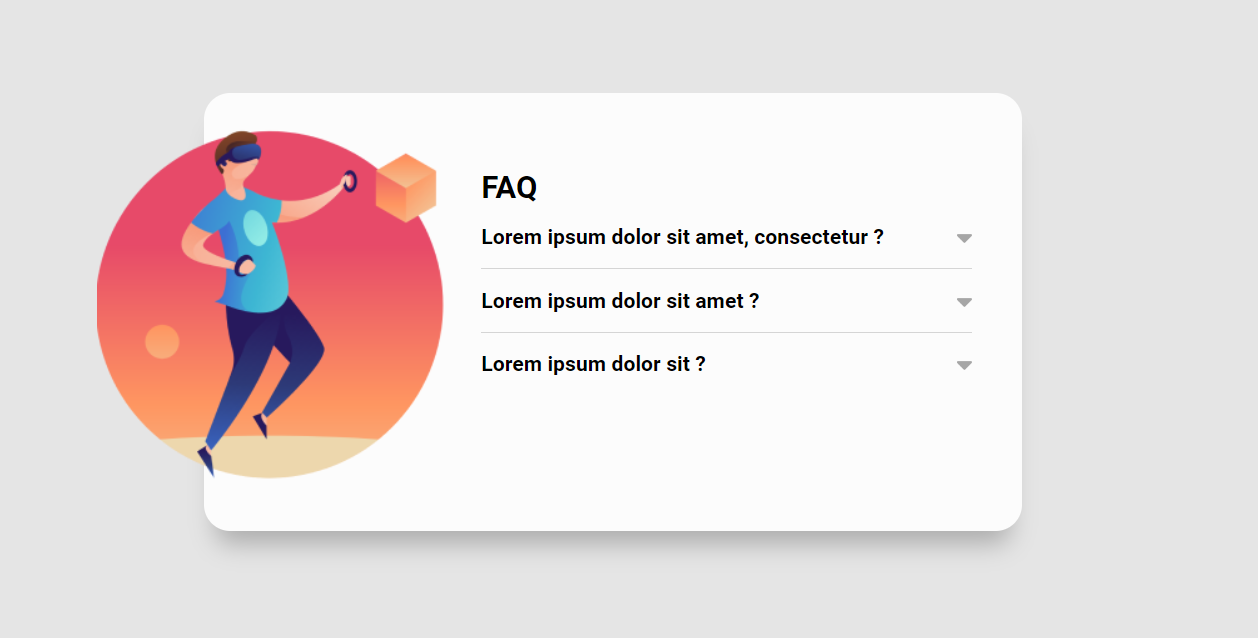 FAQ
Lorem ipsum dolor sit amet, consectetur ?
Lorem ipsum dolor sit amet ?
Lorem ipsum dolor sit ?